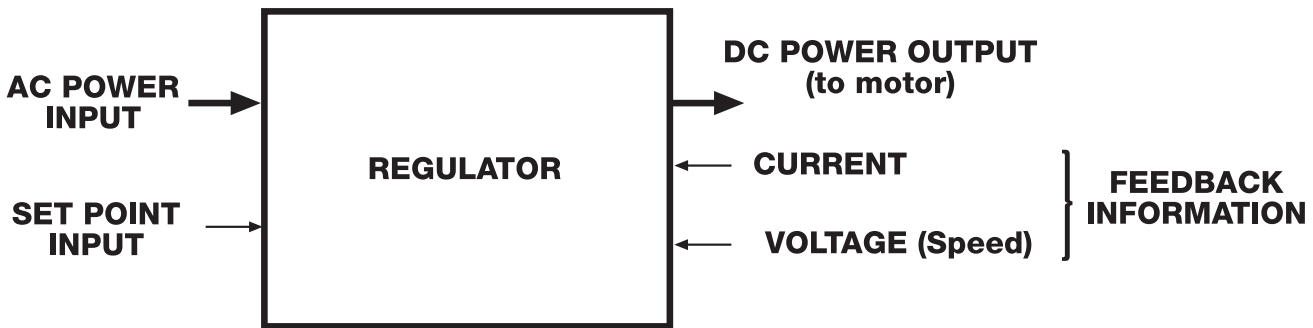 AC POWER
INPUT
SET POINT
INPUT
REGULATOR
DC POWER OUTPUT
(to motor)
CURRENT
VOLTAGE (Speed)
FEEDBACK
INFORMATION